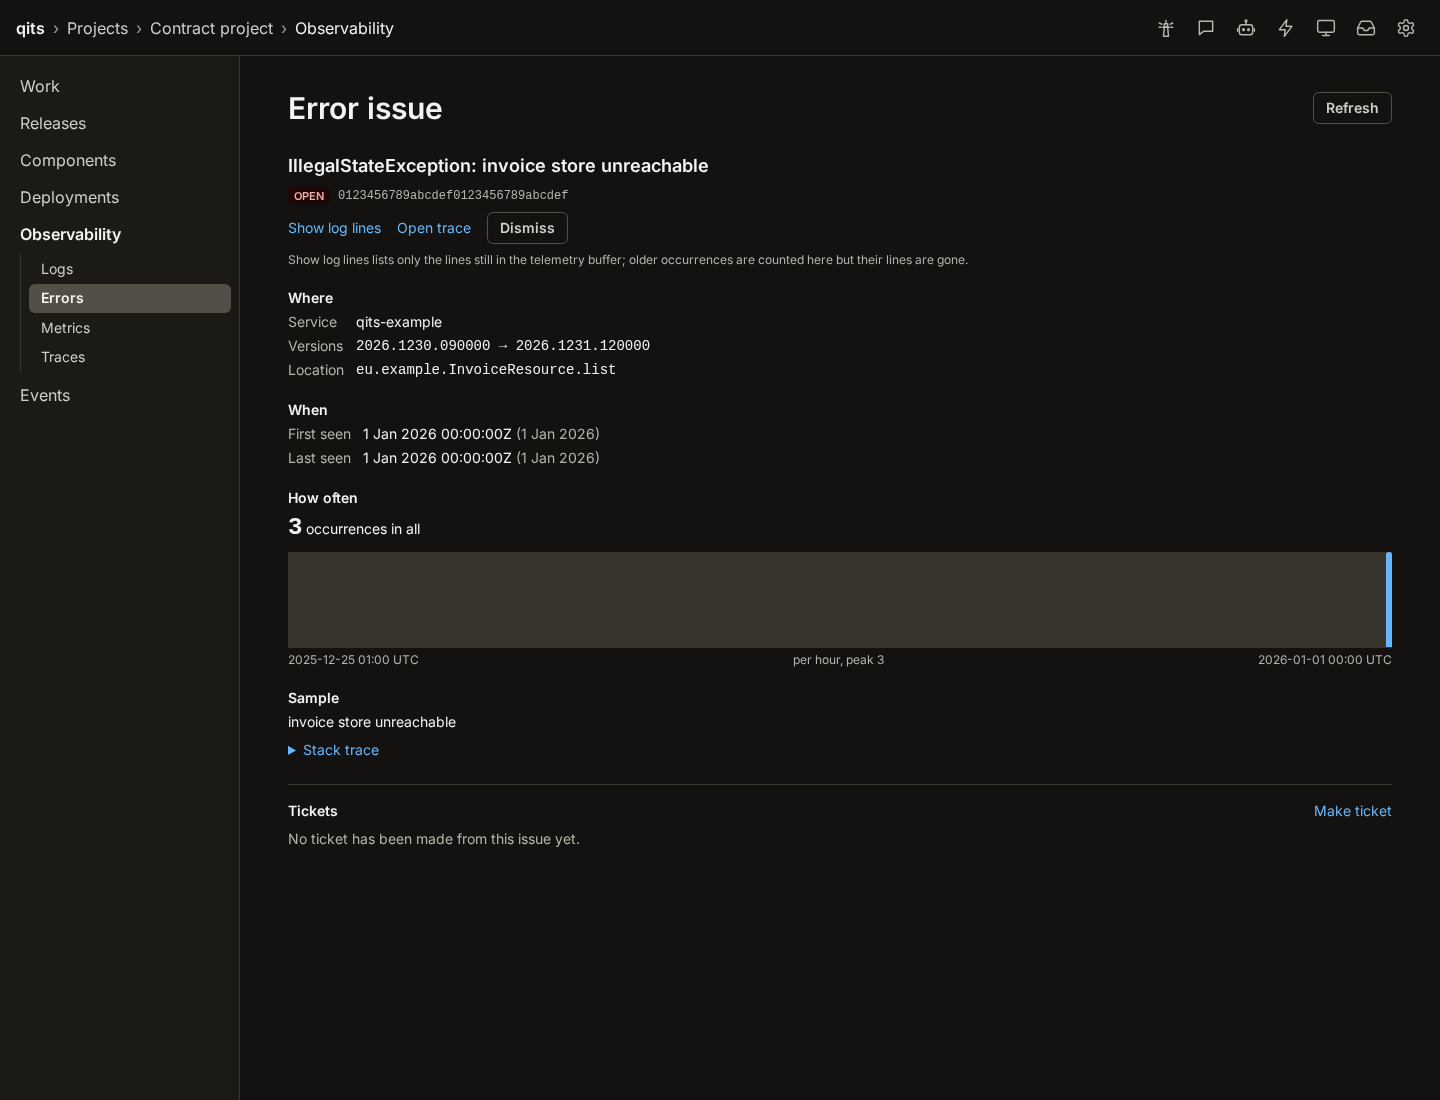 qits › Projects › Contract project › Observability
Work
Releases
Components
Deployments
Observability
Logs
Errors
Metrics
Traces
Events
Error issue
Refresh
IllegalStateException: invoice store unreachable
OPEN 0123456789abcdef0123456789abcdef
Show log lines Open trace Dismiss
Show log lines lists only the lines still in the telemetry buffer; older occurrences are counted here but their lines are gone.
Where
Service qits-example
Versions 2026.1230.090000 → 2026.1231.120000
Location eu.example.InvoiceResource.list
When
First seen 1 Jan 2026 00:00:00Z (1 Jan 2026)
Last seen 1 Jan 2026 00:00:00Z (1 Jan 2026)
How often
3 occurrences in all
2025-12-25 01:00 UTC per hour, peak 3 2026-01-01 00:00 UTC
Sample
invoice store unreachable
Stack trace
Tickets Make ticket
No ticket has been made from this issue yet.